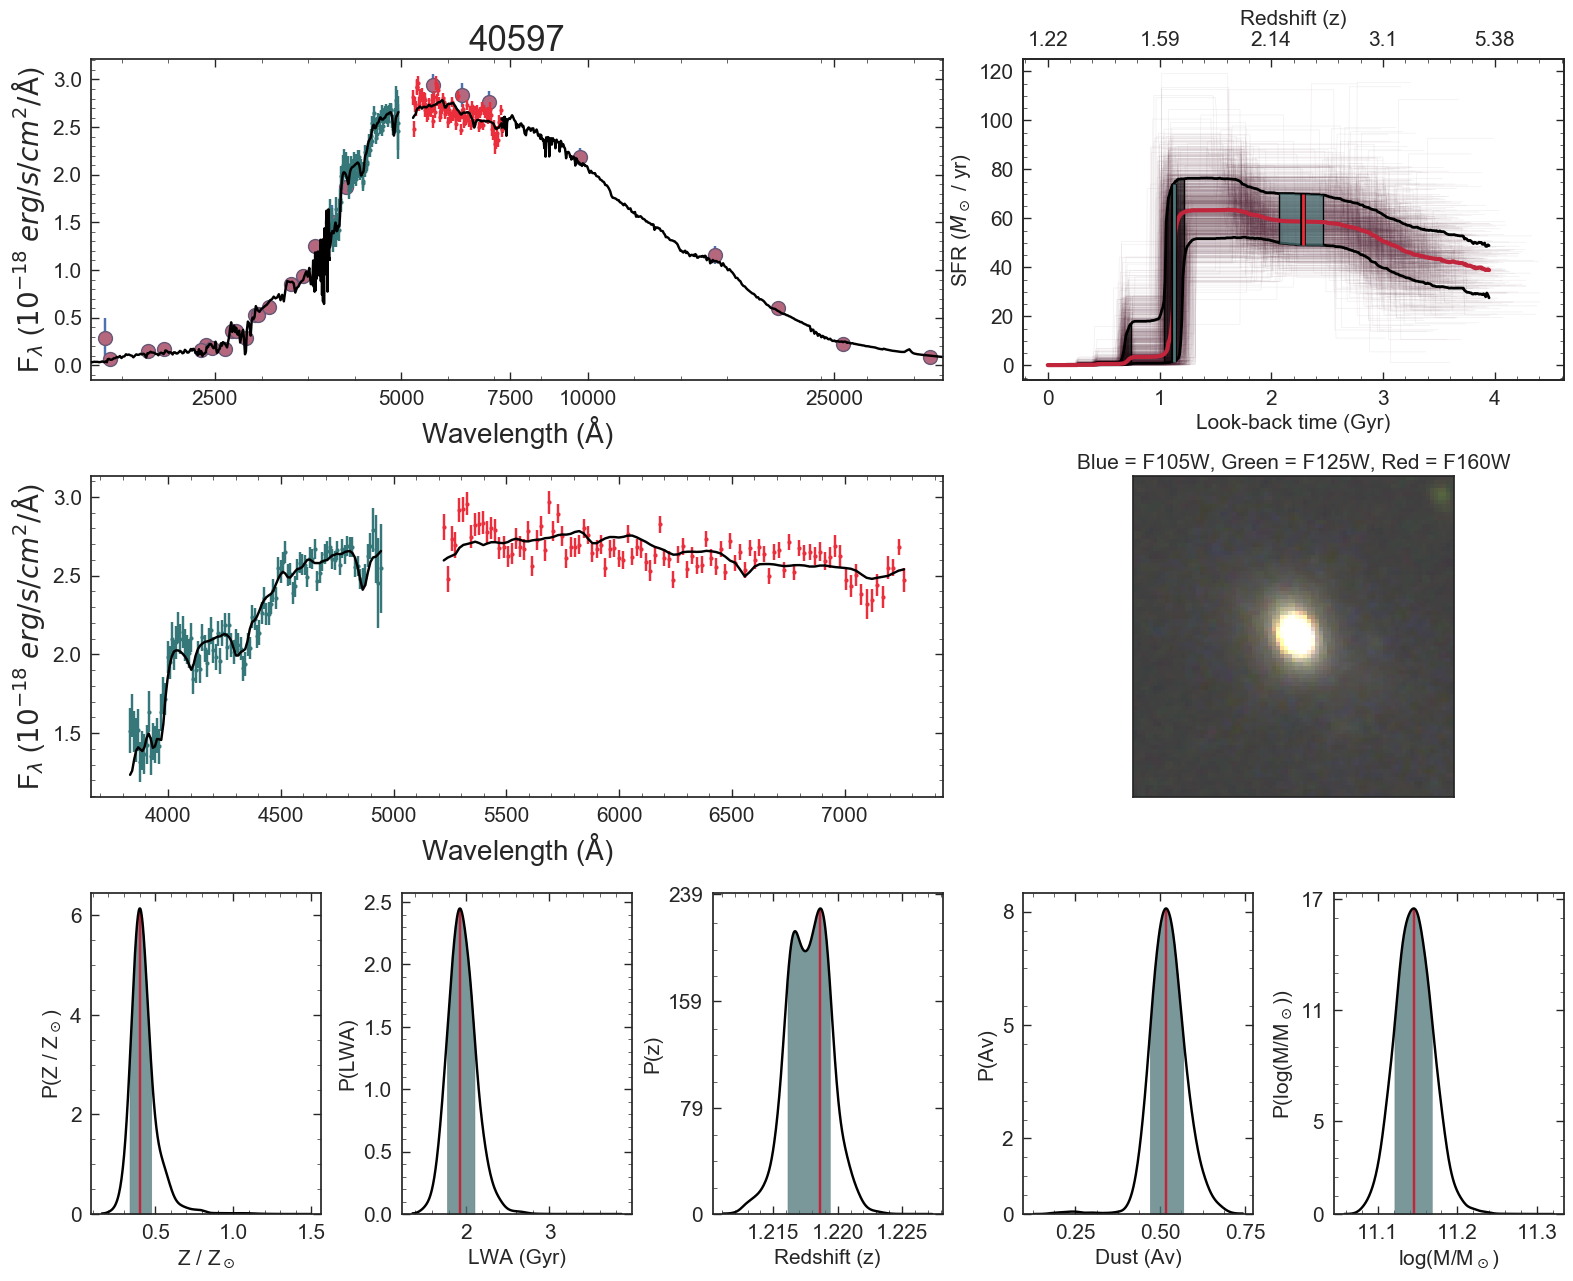 40597
3.0
2.5
2.0
1.5
1.0
0.5
0.0
F_λ (10^−18 erg/s/cm^2/Å)
2500 5000 7500 10000 25000
Wavelength (Å)
Redshift (z)
1.22 1.59 2.14 3.1 5.38
120
100
80
60
40
20
0
SFR (M_⊙ / yr)
0 1 2 3 4
Look-back time (Gyr)
3.0
2.5
2.0
1.5
F_λ (10^−18 erg/s/cm^2/Å)
4000 4500 5000 5500 6000 6500 7000
Wavelength (Å)
Blue = F105W, Green = F125W, Red = F160W
6
4
2
0
P(Z / Z_⊙)
0.5 1.0 1.5
Z / Z_⊙
2.5
2.0
1.5
1.0
0.5
0.0
P(LWA)
2 3
LWA (Gyr)
239
159
79
0
P(z)
1.215 1.220 1.225
Redshift (z)
8
5
2
0
P(Av)
0.25 0.50 0.75
Dust (Av)
17
11
5
0
P(log(M/M_⊙))
11.1 11.2 11.3
log(M/M_⊙)